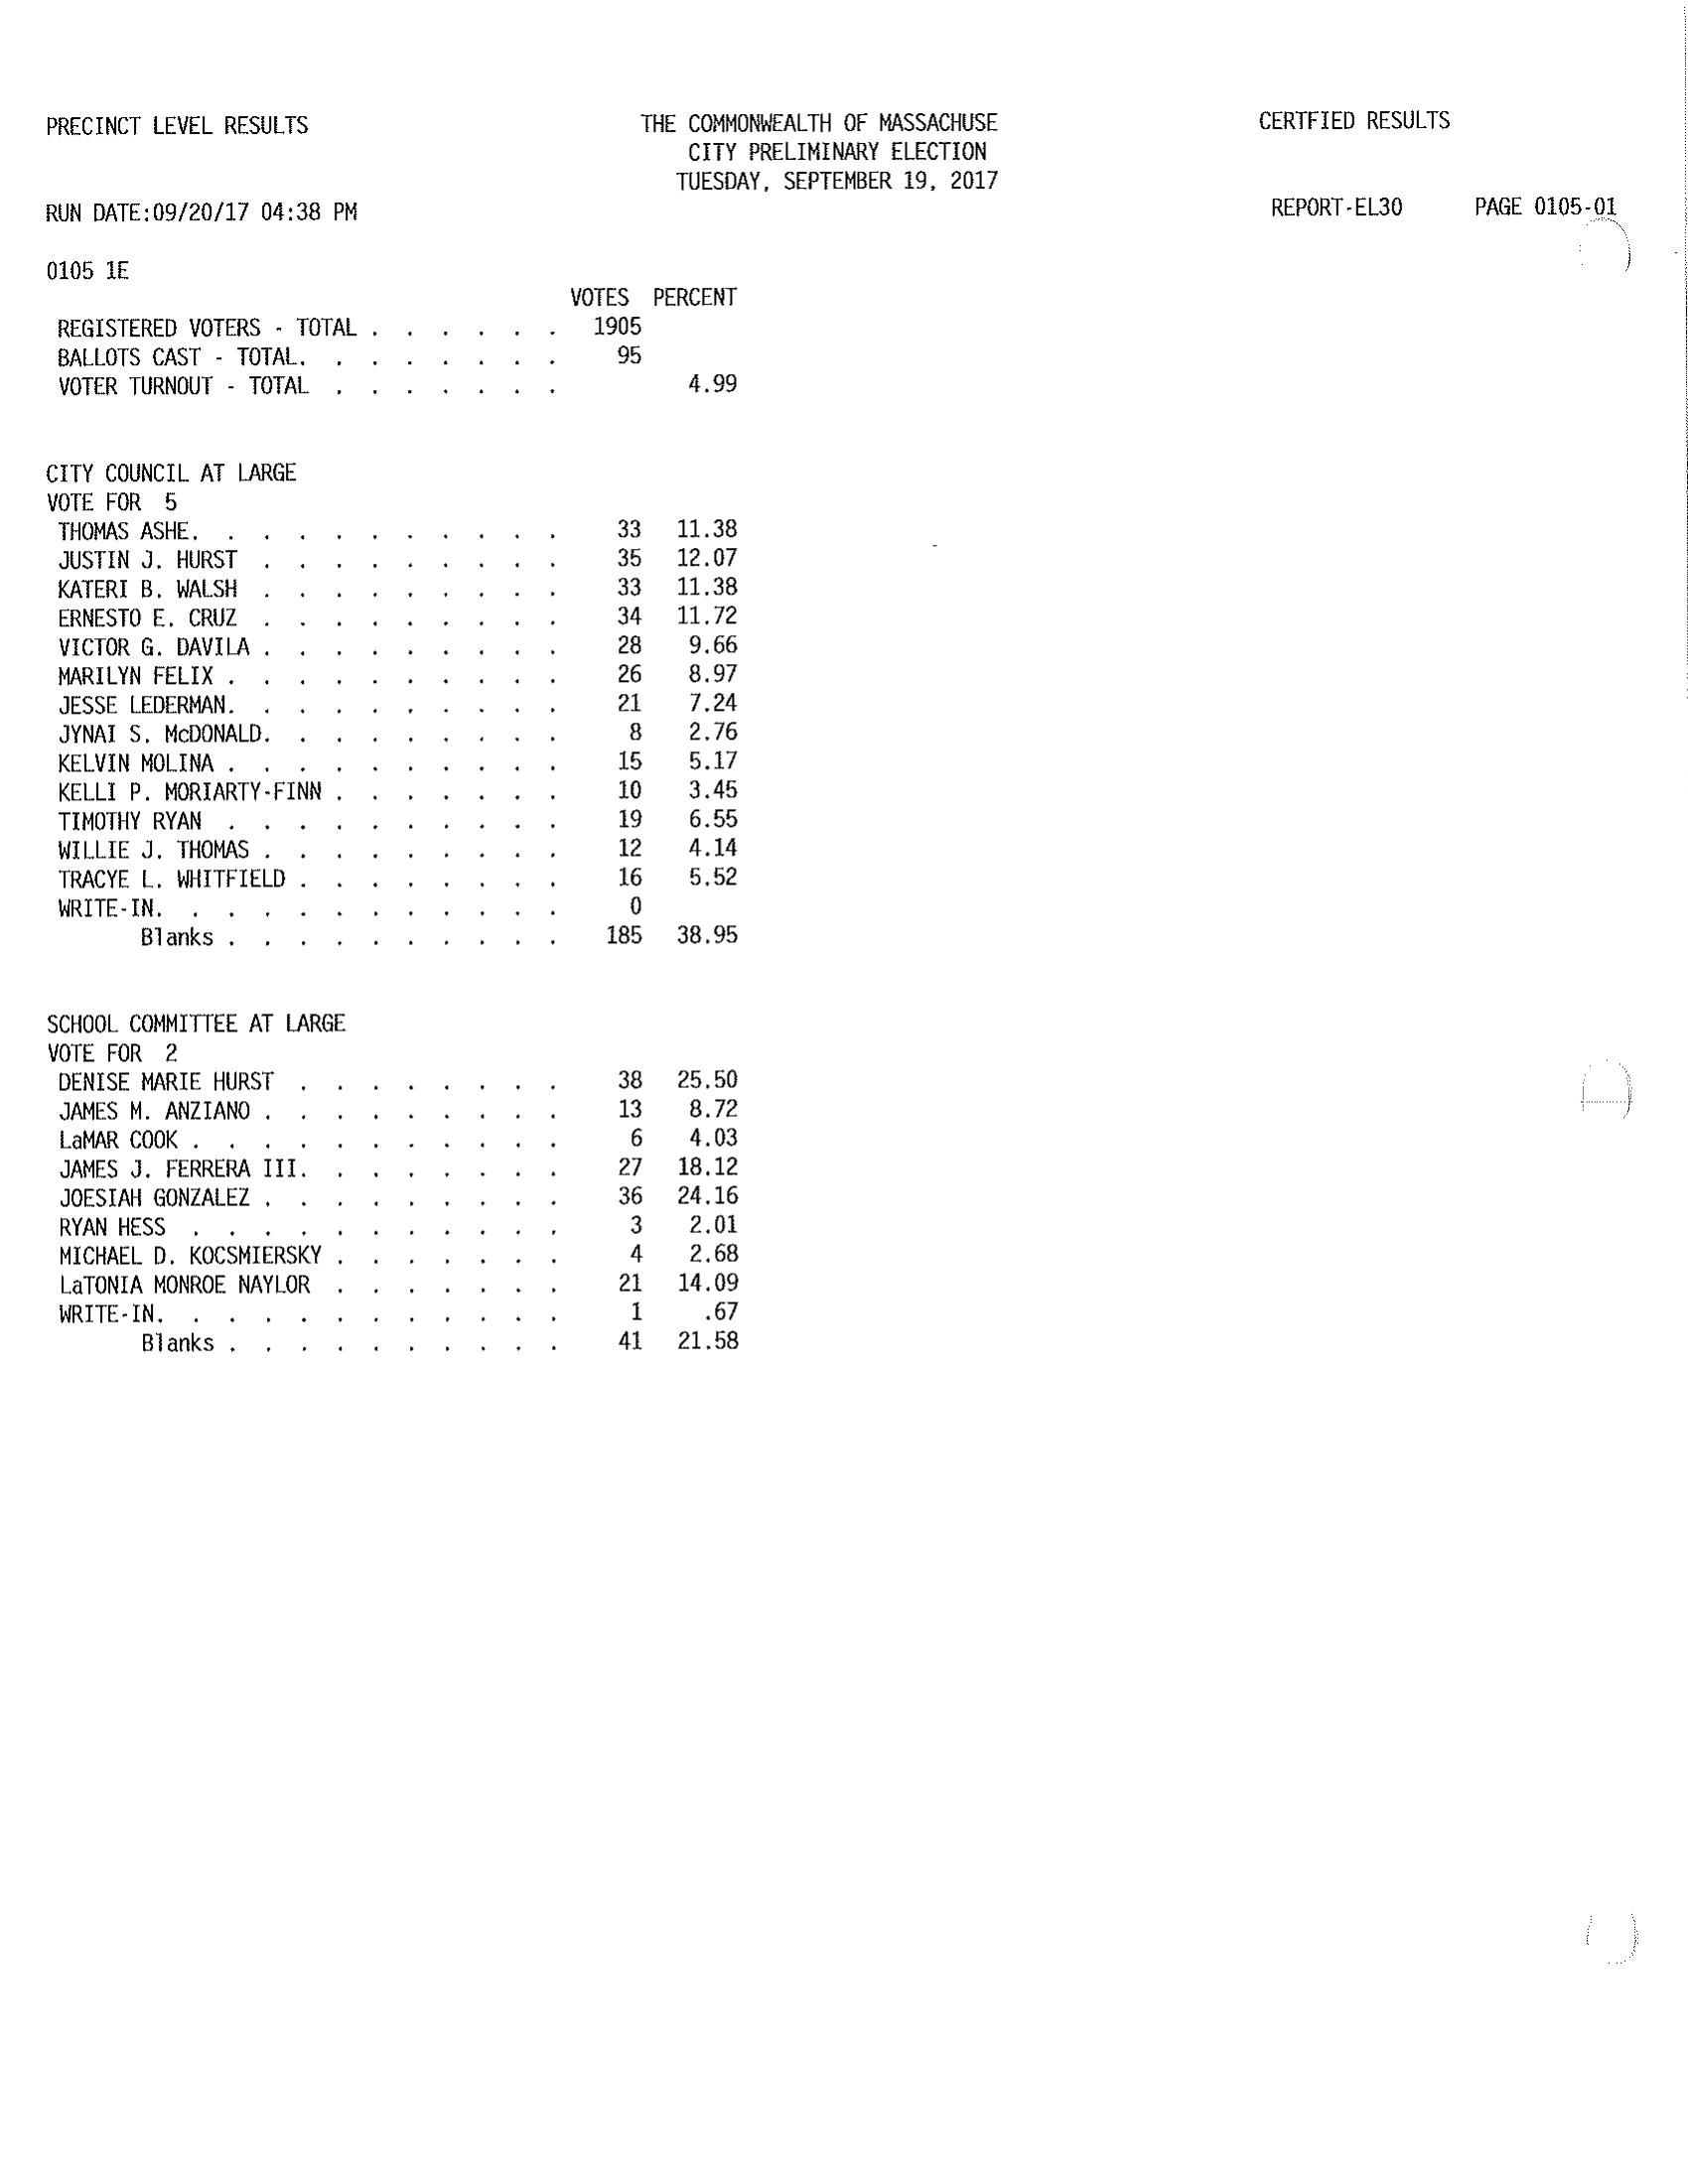 PRECINCT LEVEL RESULTS THE COMMONWEALTH OF MASSACHUSE CERTFIED RESULTS
CITY PRELIMINARY ELECTION
TUESDAY, SEPTEMBER 19, 2017
RUN DATE:09/20/17 04:38 PM REPORT-EL30 PAGE 0105-01
0105 1E
VOTES PERCENT
REGISTERED VOTERS - TOTAL . . . . . . 1905
BALLOTS CAST - TOTAL. . . . . . . . 95
VOTER TURNOUT - TOTAL . . . . . . . 4.99
CITY COUNCIL AT LARGE
VOTE FOR 5
THOMAS ASHE. . . . . . . . . . . 33 11.38
JUSTIN J. HURST . . . . . . . . . 35 12.07
KATERI B. WALSH . . . . . . . . . 33 11.38
ERNESTO E. CRUZ . . . . . . . . . 34 11.72
VICTOR G. DAVILA . . . . . . . . . 28 9.66
MARILYN FELIX . . . . . . . . . . 26 8.97
JESSE LEDERMAN. . . . . . . . . . 21 7.24
JYNAI S. McDONALD. . . . . . . . . 8 2.76
KELVIN MOLINA . . . . . . . . . . 15 5.17
KELLI P. MORIARTY-FINN . . . . . . . 10 3.45
TIMOTHY RYAN . . . . . . . . . . 19 6.55
WILLIE J. THOMAS . . . . . . . . . 12 4.14
TRACYE L. WHITFIELD . . . . . . . . 16 5.52
WRITE-IN. . . . . . . . . . . . 0
Blanks . . . . . . . . . . 185 38.95
SCHOOL COMMITTEE AT LARGE
VOTE FOR 2
DENISE MARIE HURST . . . . . . . . 38 25.50
JAMES M. ANZIANO . . . . . . . . . 13 8.72
LaMAR COOK . . . . . . . . . . . 6 4.03
JAMES J. FERRERA III. . . . . . . . 27 18.12
JOESIAH GONZALEZ . . . . . . . . . 36 24.16
RYAN HESS . . . . . . . . . . . 3 2.01
MICHAEL D. KOCSMIERSKY . . . . . . . 4 2.68
LaTONIA MONROE NAYLOR . . . . . . . 21 14.09
WRITE-IN. . . . . . . . . . . . 1 .67
Blanks . . . . . . . . . . 41 21.58